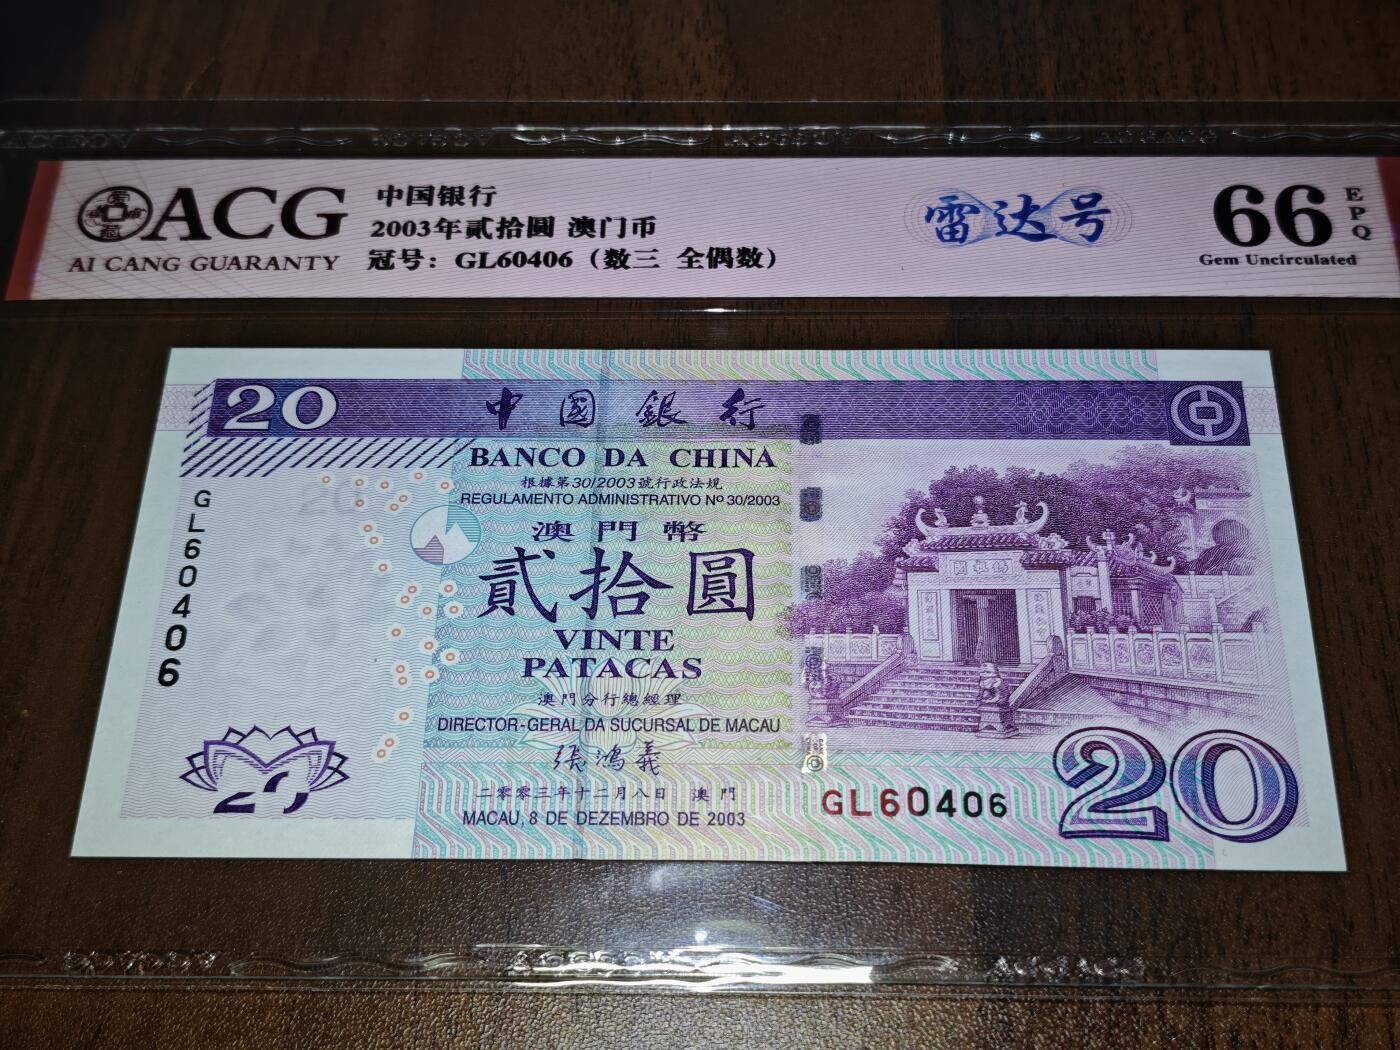 ACG
AI CANG GUARANTY
中国银行
2003年貳拾圆 澳门币
冠号：GL60406（数三 全偶数）
雷达号
66
EPQ
Gem Uncirculated
20
中國銀行
BANCO DA CHINA
根據第30/2003號行政法規
REGULAMENTO ADMINISTRATIVO Nº 30/2003
澳門幣
貳拾圓
VINTE
PATACAS
澳門分行總經理
DIRECTOR-GERAL DA SUCURSAL DE MACAU
張鴻義
二零零三年十二月八日 澳門
MACAU, 8 DE DEZEMBRO DE 2003
GL60406
GL60406
20
20